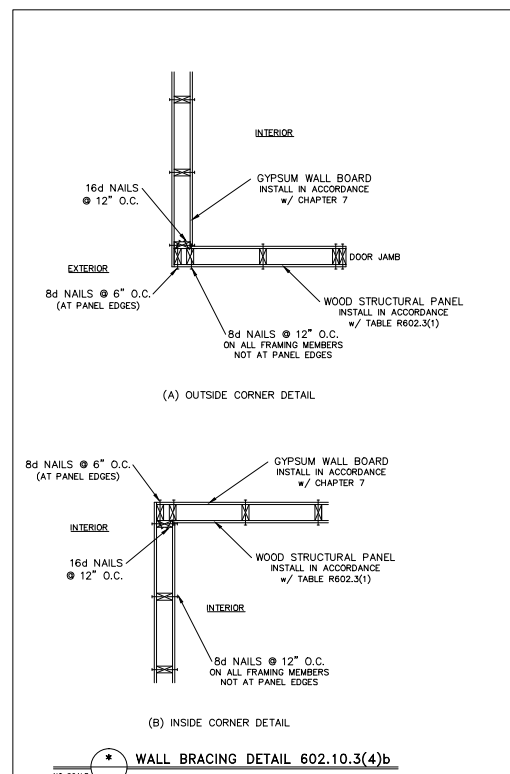 INTERIOR
GYPSUM WALL BOARD
INSTALL IN ACCORDANCE
w/ CHAPTER 7
16d NAILS
@ 12" O.C.
DOOR JAMB
EXTERIOR
8d NAILS @ 6" O.C.
(AT PANEL EDGES)
WOOD STRUCTURAL PANEL
INSTALL IN ACCORDANCE
w/ TABLE R602.3(1)
8d NAILS @ 12" O.C.
ON ALL FRAMING MEMBERS
NOT AT PANEL EDGES
(A) OUTSIDE CORNER DETAIL
8d NAILS @ 6" O.C.
(AT PANEL EDGES)
GYPSUM WALL BOARD
INSTALL IN ACCORDANCE
w/ CHAPTER 7
INTERIOR
16d NAILS
@ 12" O.C.
WOOD STRUCTURAL PANEL
INSTALL IN ACCORDANCE
w/ TABLE R602.3(1)
INTERIOR
8d NAILS @ 12" O.C.
ON ALL FRAMING MEMBERS
NOT AT PANEL EDGES
(B) INSIDE CORNER DETAIL
* WALL BRACING DETAIL 602.10.3(4)b